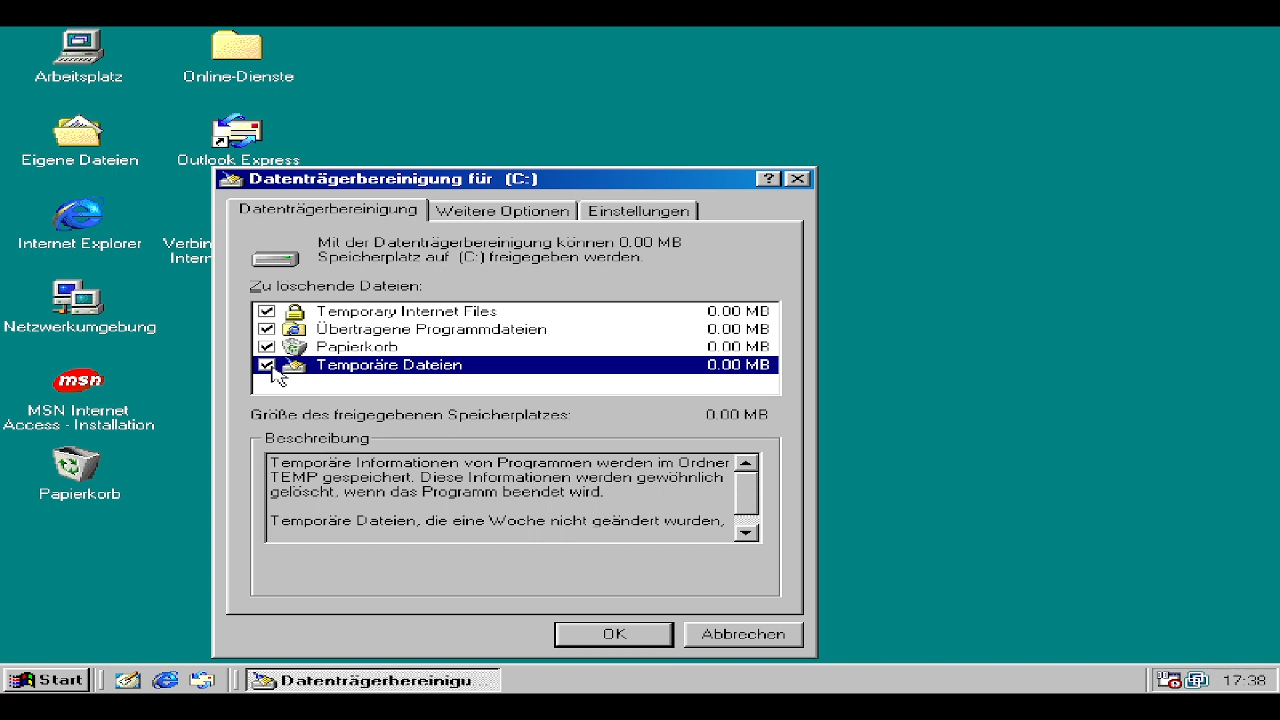 Arbeitsplatz
Online-Dienste
Eigene Dateien
Outlook Express
Internet Explorer
Verbin
Intern
Netzwerkumgebung
msn
MSN Internet
Access - Installation
Papierkorb
Datenträgerbereinigung für (C:)
Datenträgerbereinigung
Weitere Optionen
Einstellungen
Mit der Datenträgerbereinigung können 0.00 MB
Speicherplatz auf (C:) freigegeben werden.
Zu löschende Dateien:
Temporary Internet Files 0.00 MB
Übertragene Programmdateien 0.00 MB
Papierkorb 0.00 MB
Temporäre Dateien 0.00 MB
Größe des freigegebenen Speicherplatzes: 0.00 MB
Beschreibung
Temporäre Informationen von Programmen werden im Ordner
TEMP gespeichert. Diese Informationen werden gewöhnlich
gelöscht, wenn das Programm beendet wird.
Temporäre Dateien, die eine Woche nicht geändert wurden,
OK
Abbrechen
Start
Datenträgerbereinigu
17:38